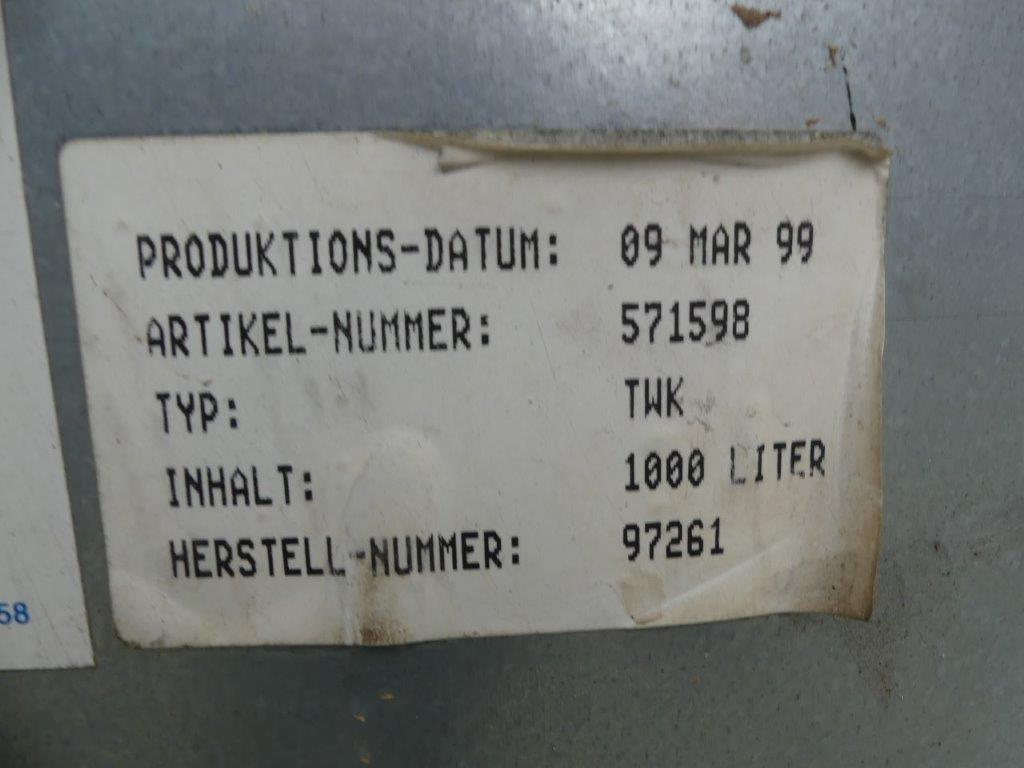 PRODUKTIONS-DATUM: 09 MAR 99
ARTIKEL-NUMMER: 571598
TYP: TWK
INHALT: 1000 LITER
HERSTELL-NUMMER: 97261
58